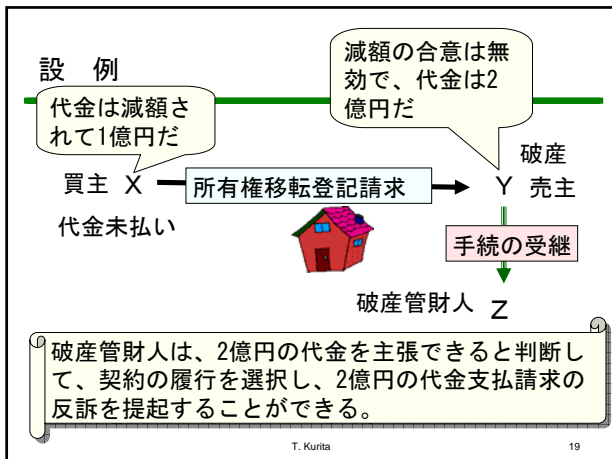 設 例
代金は減額さ
れて1億円だ
減額の合意は無
効で、代金は2
億円だ
買主 X
所有権移転登記請求
破産
Y 売主
代金未払い
手続の受継
破産管財人 Z
破産管財人は、2億円の代金を主張できると判断し
て、契約の履行を選択し、2億円の代金支払請求の
反訴を提起することができる。
T. Kurita
19